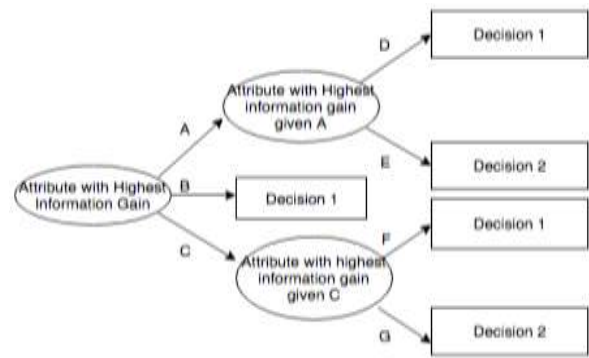 D
Decision 1
Attribute with Highest
information gain
given A
A
E
Decision 2
Attribute with Highest
Information Gain
B
Decision 1
C
F
Decision 1
Attribute with highest
information gain
given C
G
Decision 2